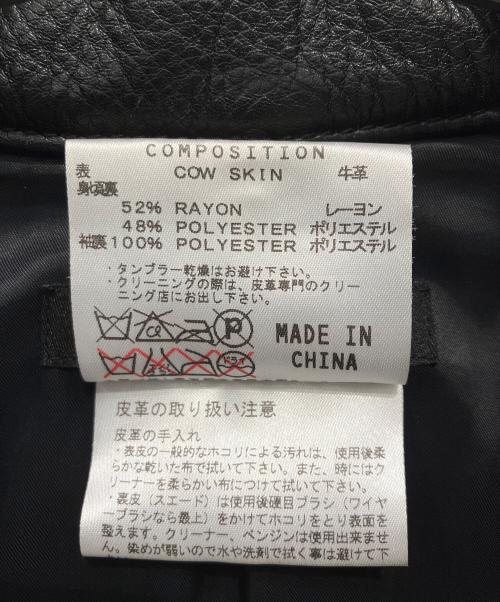 COMPOSITION
表 COW SKIN 牛革
身頃裏
52% RAYON レーヨン
48% POLYESTER ポリエステル
袖裏100% POLYESTER ポリエステル
・タンブラー乾燥はお避け下さい。
・クリーニングの際は、皮革専門のクリー
ニング店にお出し下さい。
P
MADE IN
CHINA
ドライ
皮革の取り扱い注意
皮革の手入れ
・表皮の一般的なホコリによる汚れは、使用後柔
らかな乾いた布で拭いて下さい。また、時にはク
リーナーを柔らかい布につけて拭いて下さい。
・裏皮（スエード）は使用後硬目ブラシ（ワイヤ
ーブラシなら最上）をかけてホコリをとり表面を
整えます。クリーナー、ベンジンは使用出来ませ
ん。染めが弱いので水や洗剤で拭く事は避けて下